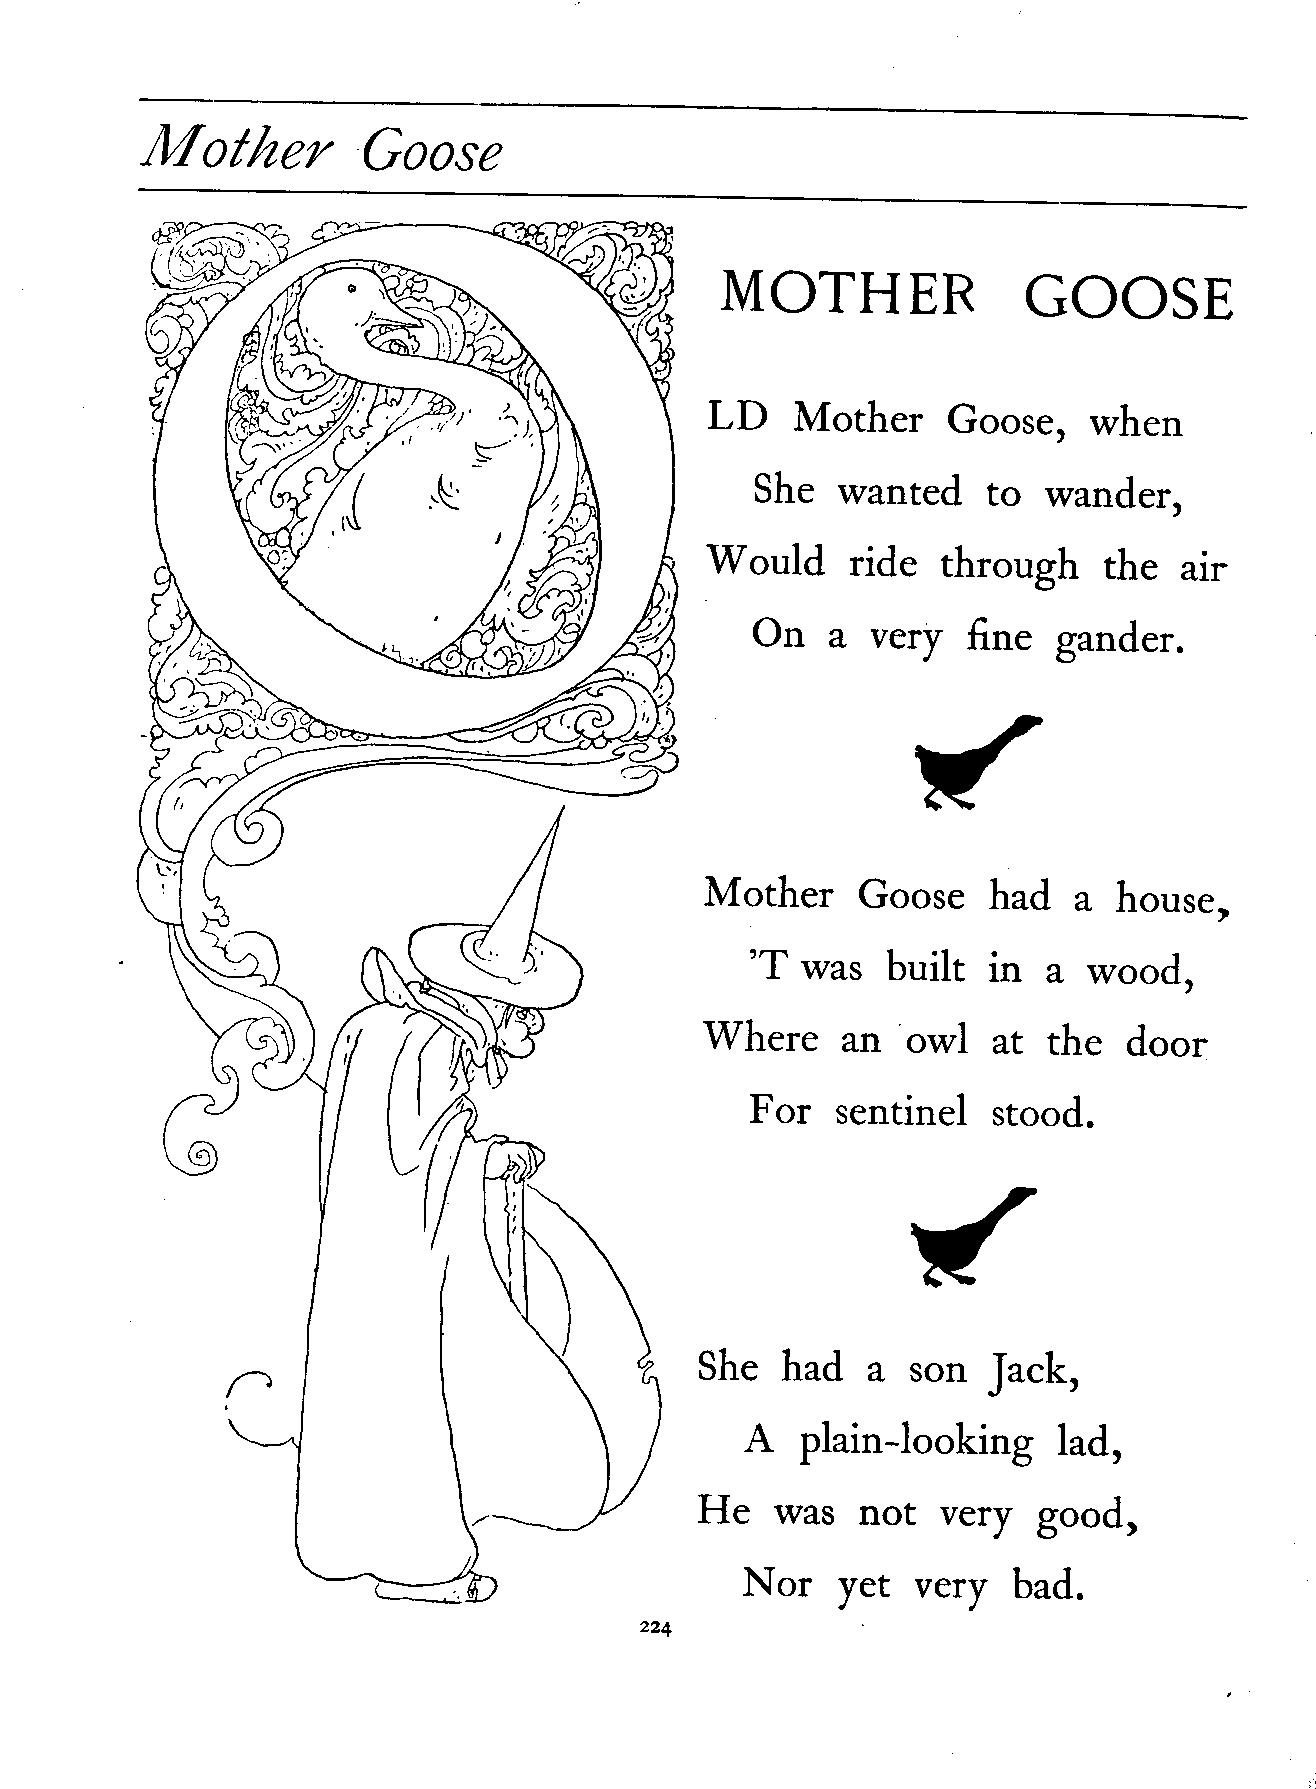 Mother Goose
MOTHER GOOSE
OLD Mother Goose, when
She wanted to wander,
Would ride through the air
On a very fine gander.
Mother Goose had a house,
’T was built in a wood,
Where an owl at the door
For sentinel stood.
She had a son Jack,
A plain-looking lad,
He was not very good,
Nor yet very bad.
224